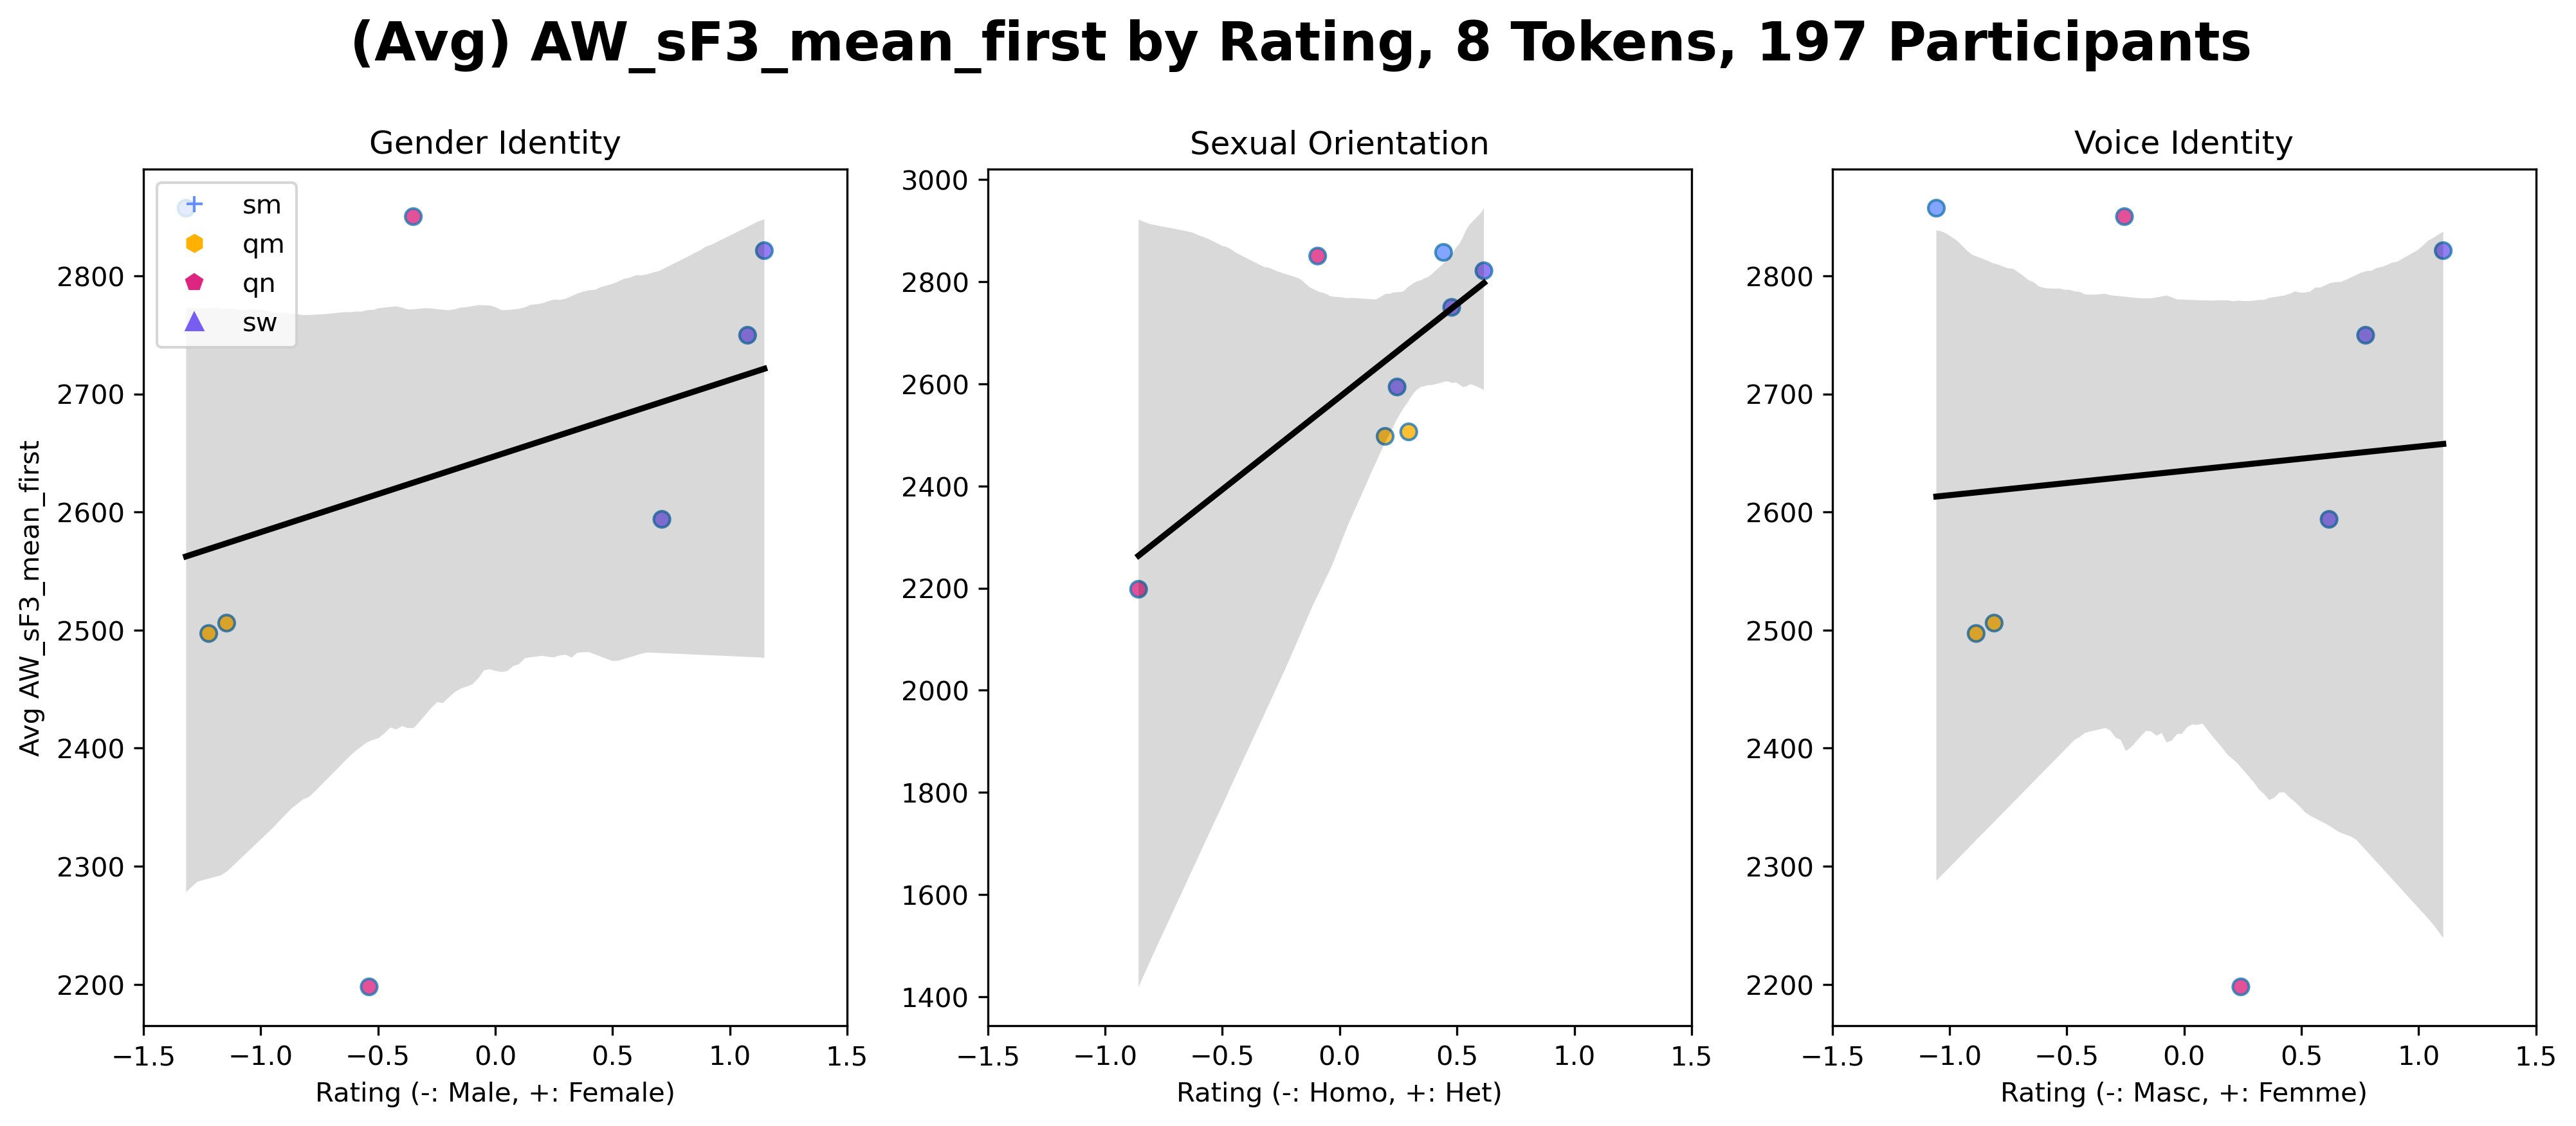 (Avg) AW_sF3_mean_first by Rating, 8 Tokens, 197 Participants
Gender Identity
sm
qm
qn
sw
2800
2700
2600
2500
2400
2300
2200
Avg AW_sF3_mean_first
−1.5 −1.0 −0.5 0.0 0.5 1.0 1.5
Rating (-: Male, +: Female)
Sexual Orientation
3000
2800
2600
2400
2200
2000
1800
1600
1400
−1.5 −1.0 −0.5 0.0 0.5 1.0 1.5
Rating (-: Homo, +: Het)
Voice Identity
2800
2700
2600
2500
2400
2300
2200
−1.5 −1.0 −0.5 0.0 0.5 1.0 1.5
Rating (-: Masc, +: Femme)